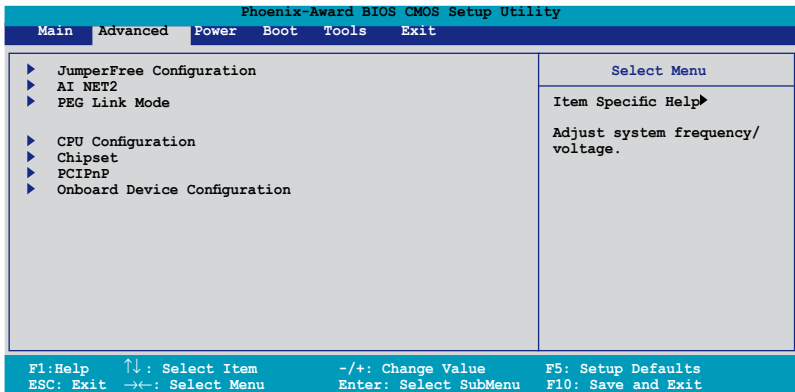 Phoenix-Award BIOS CMOS Setup Utility
Main Advanced Power Boot Tools Exit
JumperFree Configuration
AI NET2
PEG Link Mode
CPU Configuration
Chipset
PCIPnP
Onboard Device Configuration
Select Menu
Item Specific Help
Adjust system frequency/
voltage.
F1:Help ↑↓: Select Item -/+: Change Value F5: Setup Defaults
ESC: Exit →←: Select Menu Enter: Select SubMenu F10: Save and Exit